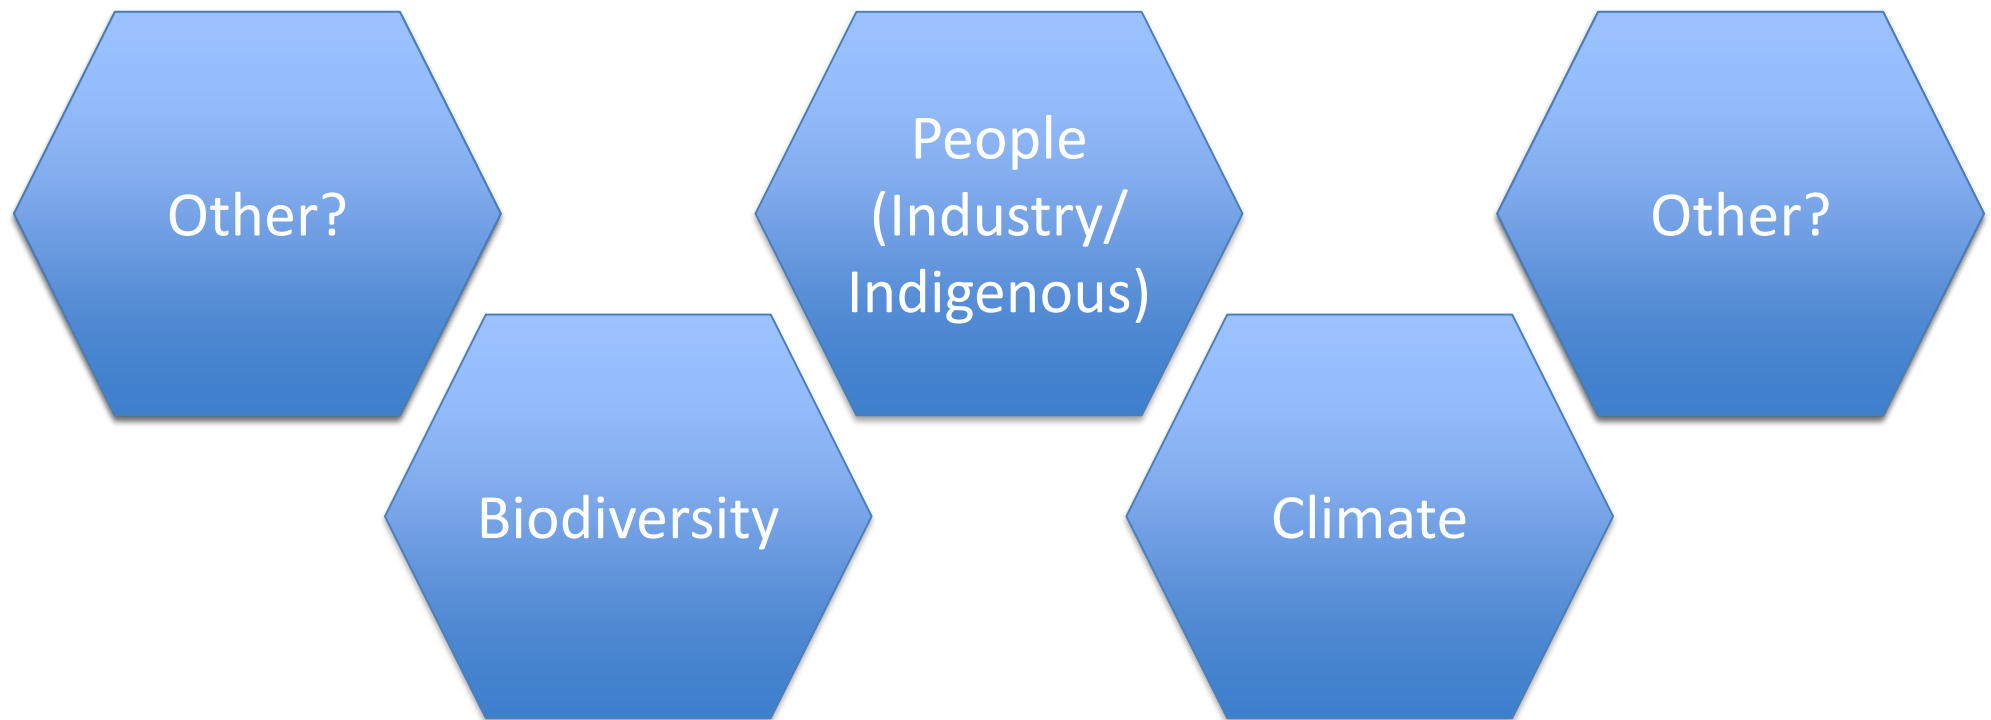 Other?
People
(Industry/
Indigenous)
Other?
Biodiversity
Climate